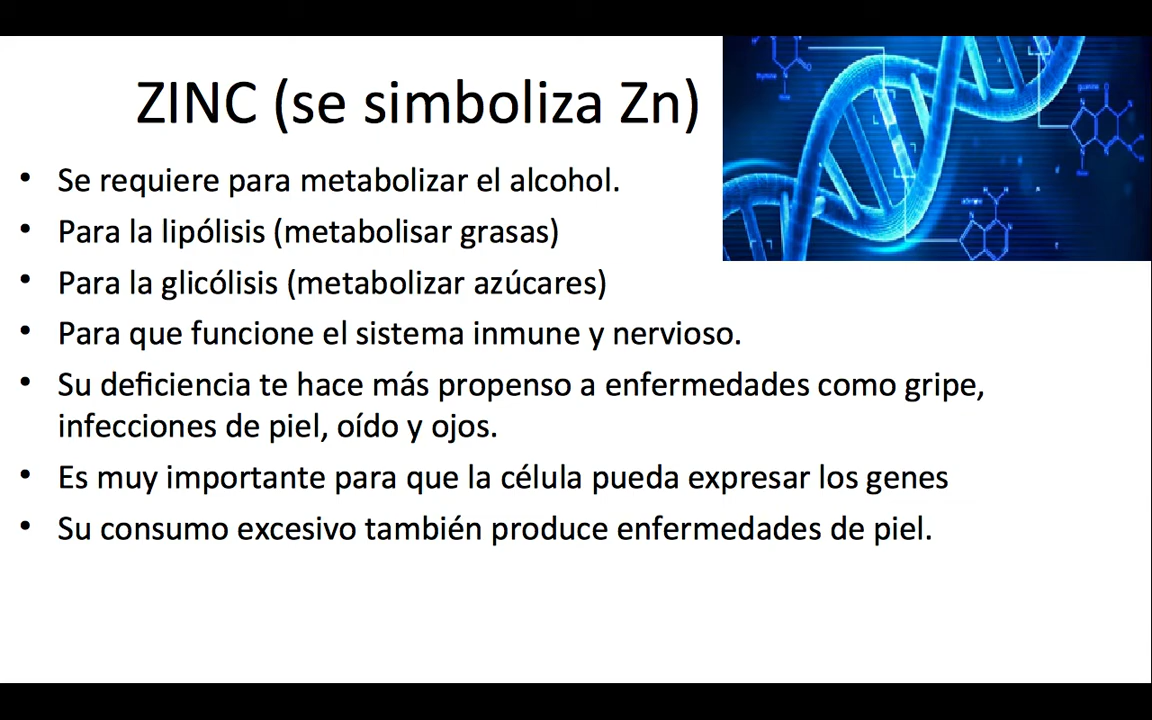 ZINC (se simboliza Zn)
• Se requiere para metabolizar el alcohol.
• Para la lipólisis (metabolisar grasas)
• Para la glicólisis (metabolizar azúcares)
• Para que funcione el sistema inmune y nervioso.
• Su deficiencia te hace más propenso a enfermedades como gripe,
infecciones de piel, oído y ojos.
• Es muy importante para que la célula pueda expresar los genes
• Su consumo excesivo también produce enfermedades de piel.
thymine
guanine
adenine